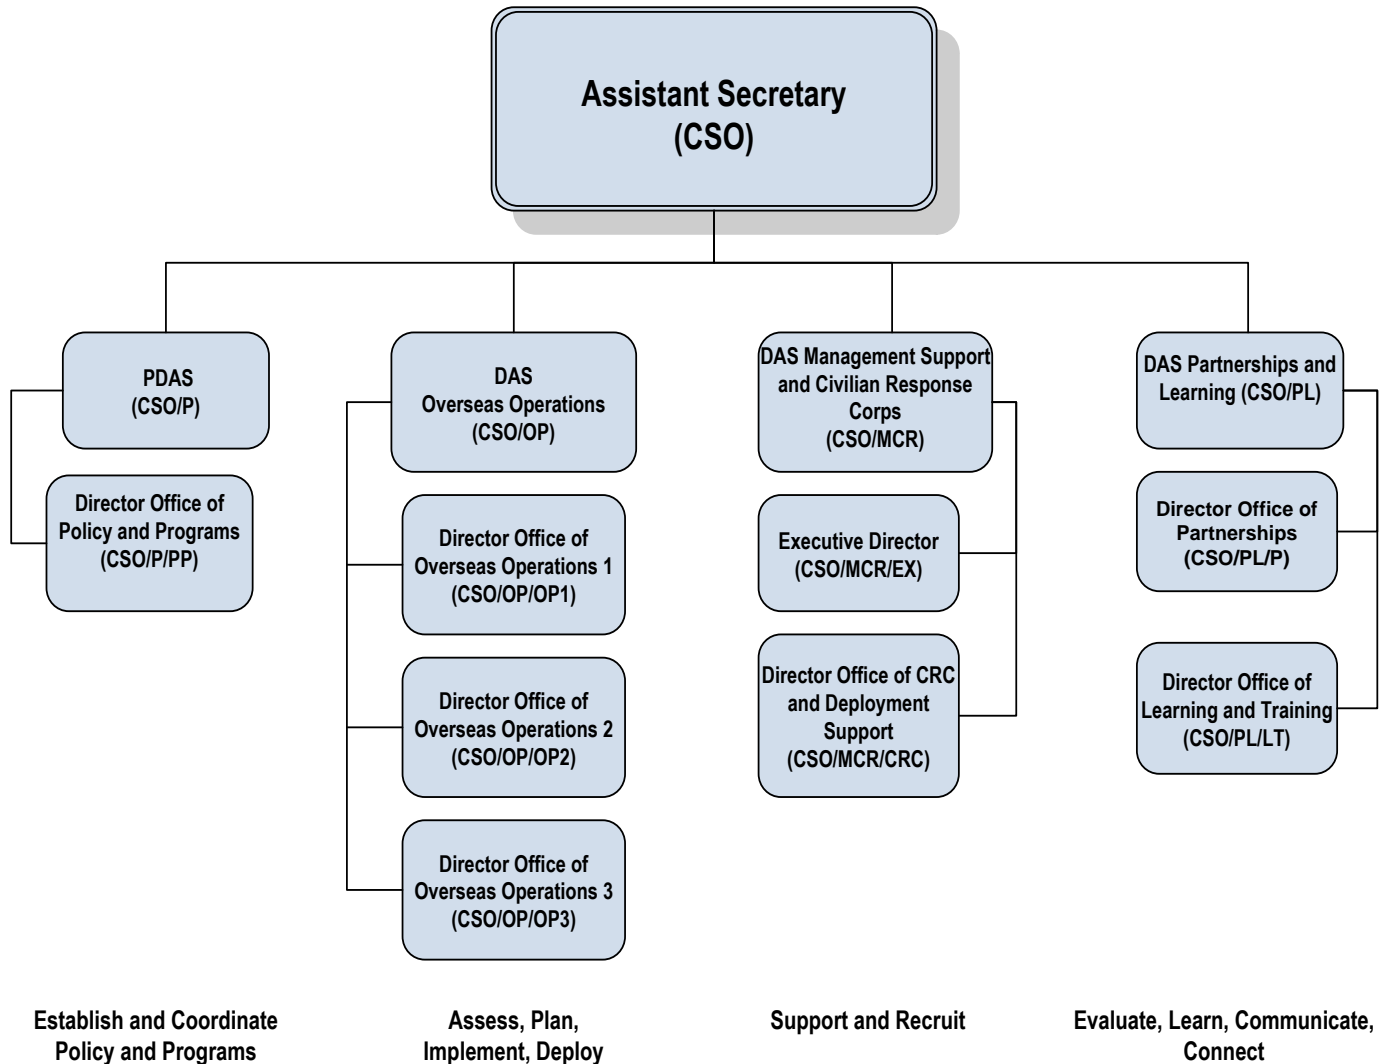 Assistant Secretary
(CSO)
PDAS
(CSO/P)
Director Office of
Policy and Programs
(CSO/P/PP)
DAS
Overseas Operations
(CSO/OP)
Director Office of
Overseas Operations 1
(CSO/OP/OP1)
Director Office of
Overseas Operations 2
(CSO/OP/OP2)
Director Office of
Overseas Operations 3
(CSO/OP/OP3)
DAS Management Support
and Civilian Response
Corps
(CSO/MCR)
Executive Director
(CSO/MCR/EX)
Director Office of CRC
and Deployment
Support
(CSO/MCR/CRC)
DAS Partnerships and
Learning (CSO/PL)
Director Office of
Partnerships
(CSO/PL/P)
Director Office of
Learning and Training
(CSO/PL/LT)
Establish and Coordinate
Policy and Programs
Assess, Plan,
Implement, Deploy
Support and Recruit
Evaluate, Learn, Communicate,
Connect